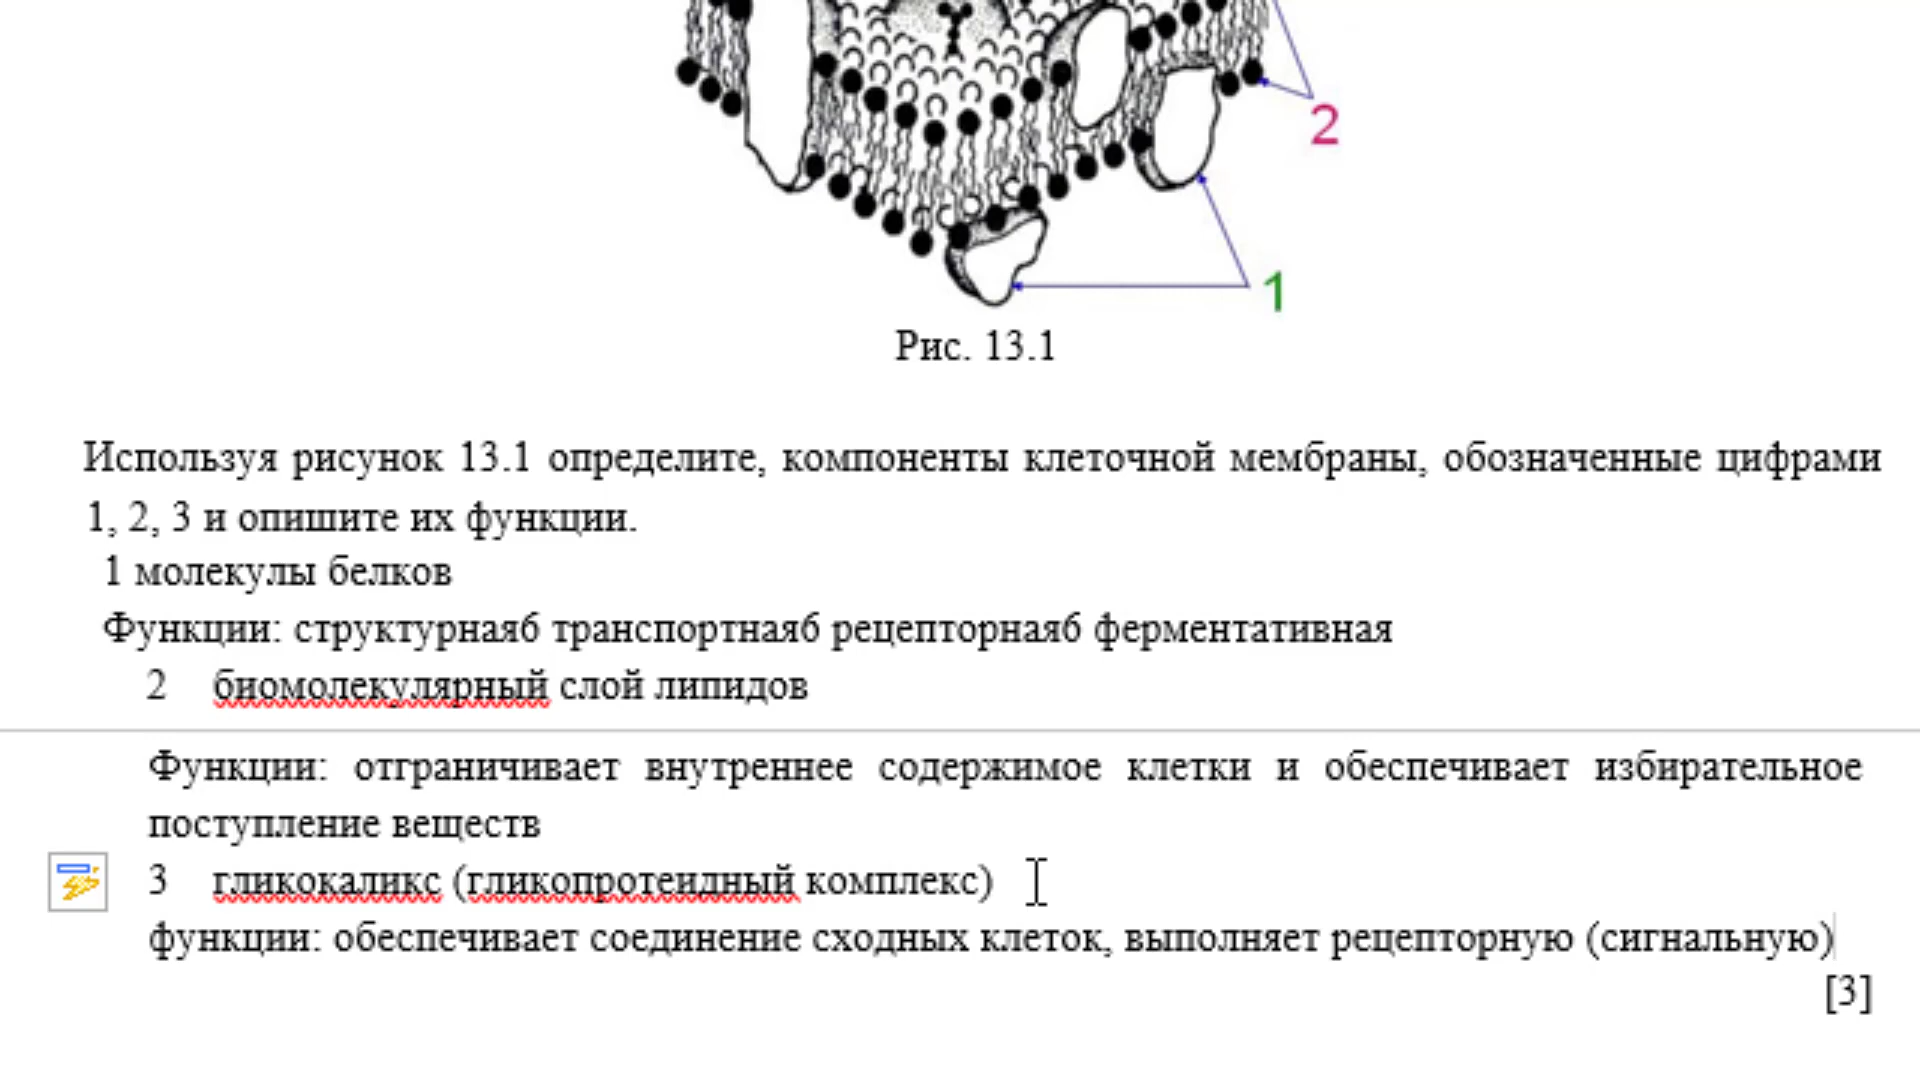 2
1
Рис. 13.1
Используя рисунок 13.1 определите, компоненты клеточной мембраны, обозначенные цифрами
1, 2, 3 и опишите их функции.
1 молекулы белков
Функции: структурнаяб транспортнаяб рецепторнаяб ферментативная
2 биомолекулярный слой липидов
Функции: отграничивает внутреннее содержимое клетки и обеспечивает избирательное
поступление веществ
3 гликокаликс (гликопротеидный комплекс)
функции: обеспечивает соединение сходных клеток, выполняет рецепторную (сигнальную)
[3]